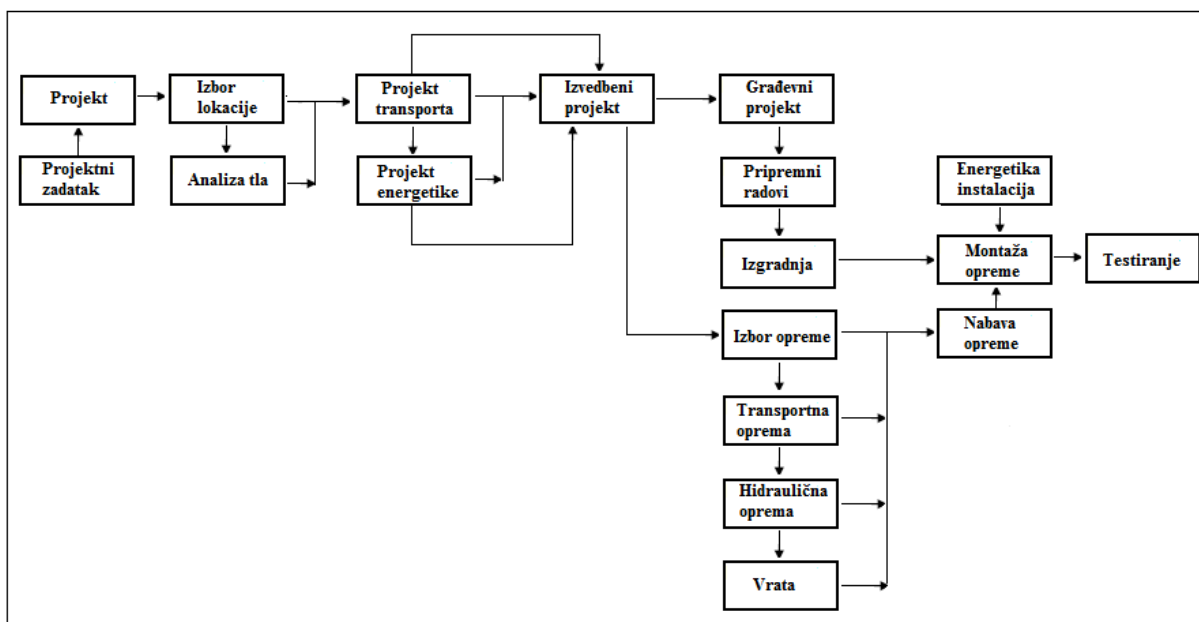 Projekt
Projektni
zadatak
Izbor
lokacije
Analiza tla
Projekt
transporta
Projekt
energetike
Izvedbeni
projekt
Građevni
projekt
Pripremni
radovi
Izgradnja
Energetika
instalacija
Montaža
opreme
Testiranje
Nabava
opreme
Izbor opreme
Transportna
oprema
Hidraulična
oprema
Vrata